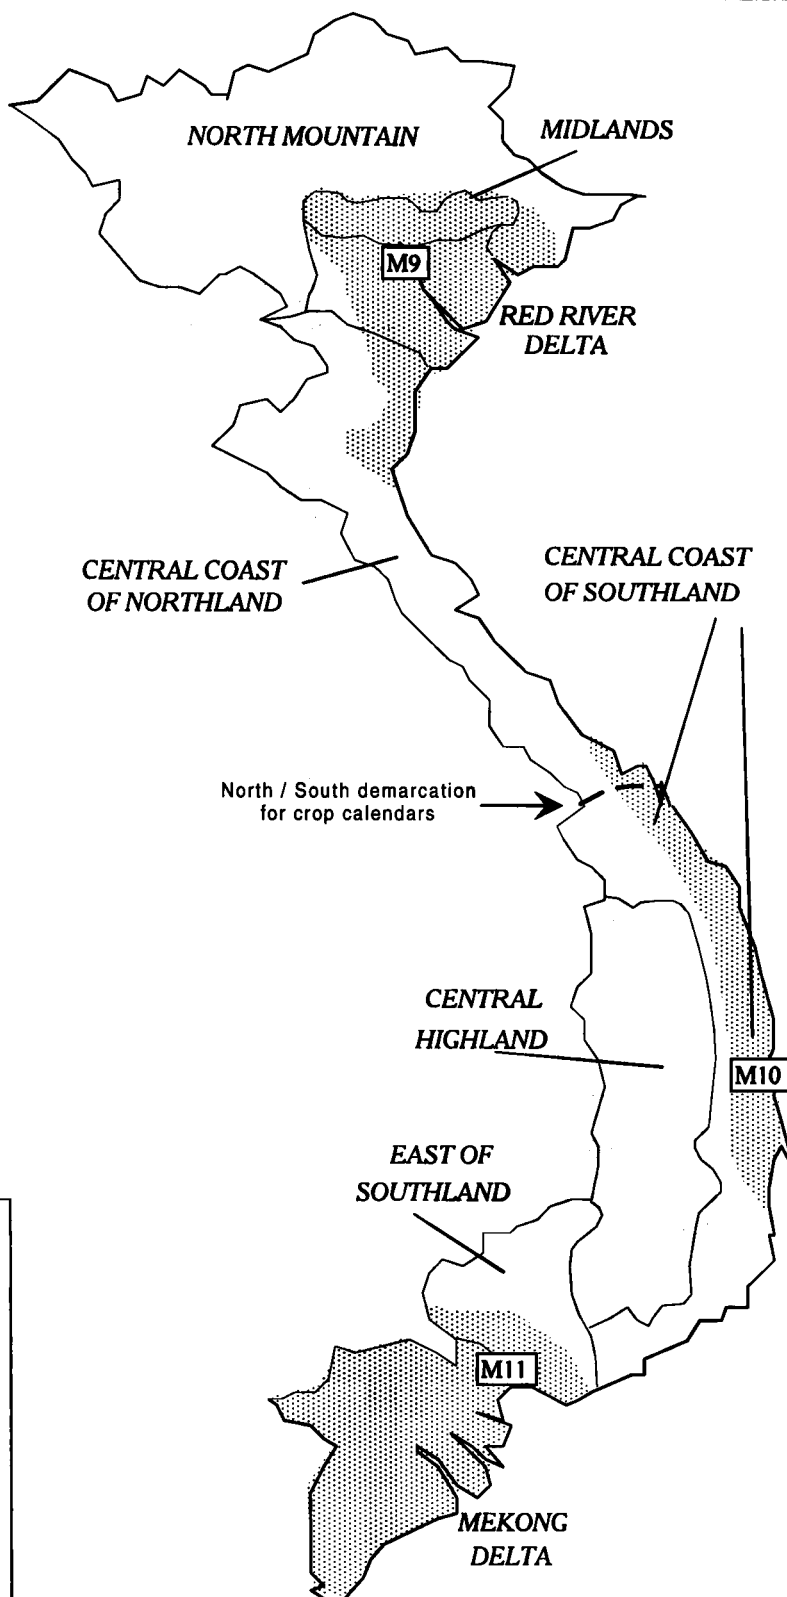 NORTH MOUNTAIN
MIDLANDS
M9
RED RIVER
DELTA
CENTRAL COAST
OF NORTHLAND
CENTRAL COAST
OF SOUTHLAND
North / South demarcation
for crop calendars
CENTRAL
HIGHLAND
M10
EAST OF
SOUTHLAND
M11
MEKONG
DELTA